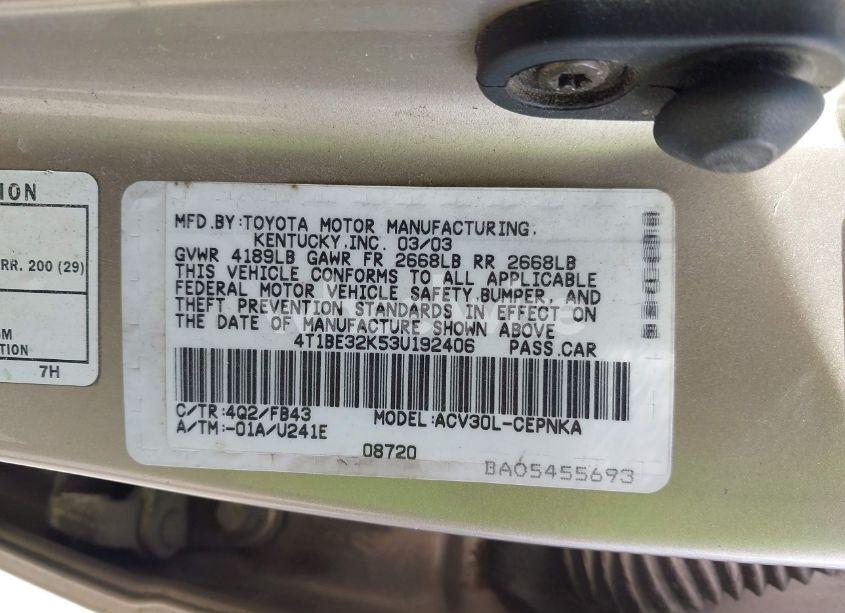 ION
RR. 200 (29)
TION
7H
MFD.BY:TOYOTA MOTOR MANUFACTURING,
KENTUCKY,INC. 03/03
GVWR 4189LB GAWR FR 2668LB RR 2668LB
THIS VEHICLE CONFORMS TO ALL APPLICABLE
FEDERAL MOTOR VEHICLE SAFETY,BUMPER, AND
THEFT PREVENTION STANDARDS IN EFFECT ON
THE DATE OF MANUFACTURE SHOWN ABOVE
4T1BE32K53U192406 PASS.CAR
C/TR:4Q2/FB43 MODEL:ACV30L-CEPNKA
A/TM:-01A/U241E
08720
BA05455693